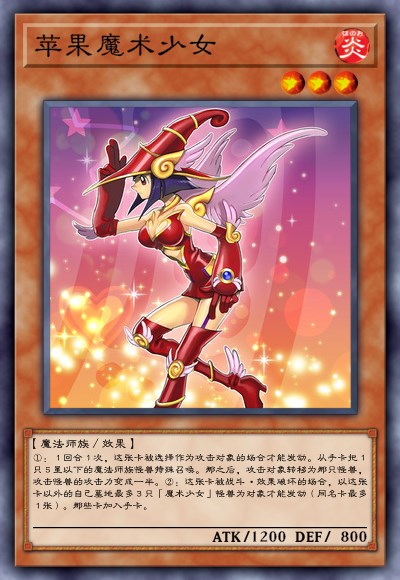 苹果魔术少女
ほのお
炎
【魔法师族／效果】
①：1回合1次，这张卡被选择作为攻击对象的场合才能发动。从手卡把1
只5星以下的魔法师族怪兽特殊召唤。那之后，攻击对象转移为那只怪兽，
攻击怪兽的攻击力变成一半。②：这张卡被战斗·效果破坏的场合，以这张
卡以外的自己墓地最多3只「魔术少女」怪兽为对象才能发动（同名卡最多
1张）。那些卡加入手卡。
ATK/1200 DEF/ 800